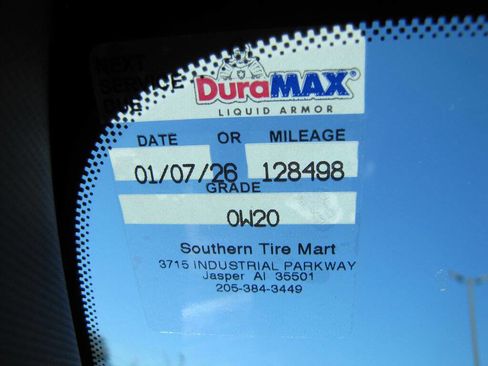 NEXT
SERVICE
DUE
DuraMAX®
LIQUID ARMOR
DATE OR MILEAGE
01/07/26 128498
GRADE
0W20
Southern Tire Mart
3715 INDUSTRIAL PARKWAY
Jasper Al 35501
205-384-3449